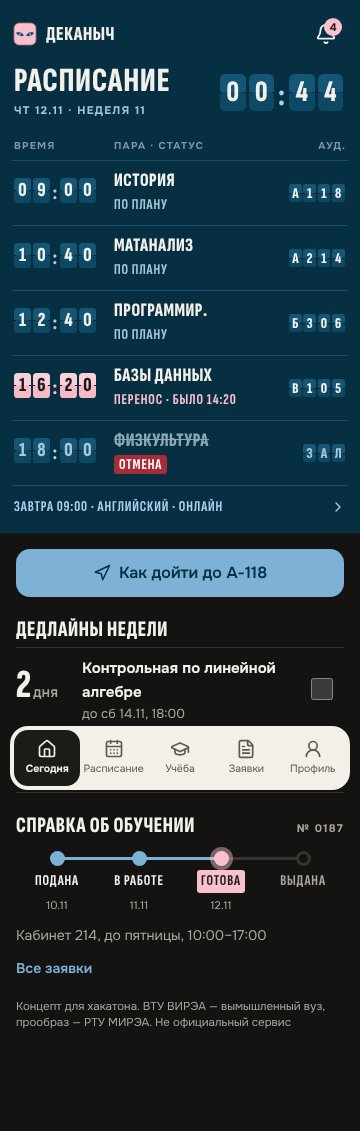 ДЕКАНЫЧ
4
РАСПИСАНИЕ
00:44
ЧТ 12.11 · НЕДЕЛЯ 11
ВРЕМЯ ПАРА · СТАТУС АУД.
09:00 ИСТОРИЯ А118
ПО ПЛАНУ
10:40 МАТАНАЛИЗ А214
ПО ПЛАНУ
12:40 ПРОГРАММИР. Б306
ПО ПЛАНУ
16:20 БАЗЫ ДАННЫХ В105
ПЕРЕНОС · БЫЛО 14:20
18:00 ФИЗКУЛЬТУРА ЗАЛ
ОТМЕНА
ЗАВТРА 09:00 · АНГЛИЙСКИЙ · ОНЛАЙН
Как дойти до А-118
ДЕДЛАЙНЫ НЕДЕЛИ
2 дня
Контрольная по линейной
алгебре
до сб 14.11, 18:00
Сегодня Расписание Учёба Заявки Профиль
СПРАВКА ОБ ОБУЧЕНИИ № 0187
ПОДАНА В РАБОТЕ ГОТОВА ВЫДАНА
10.11 11.11 12.11
Кабинет 214, до пятницы, 10:00–17:00
Все заявки
Концепт для хакатона. ВТУ ВИРЭА — вымышленный вуз,
прообраз — РТУ МИРЭА. Не официальный сервис